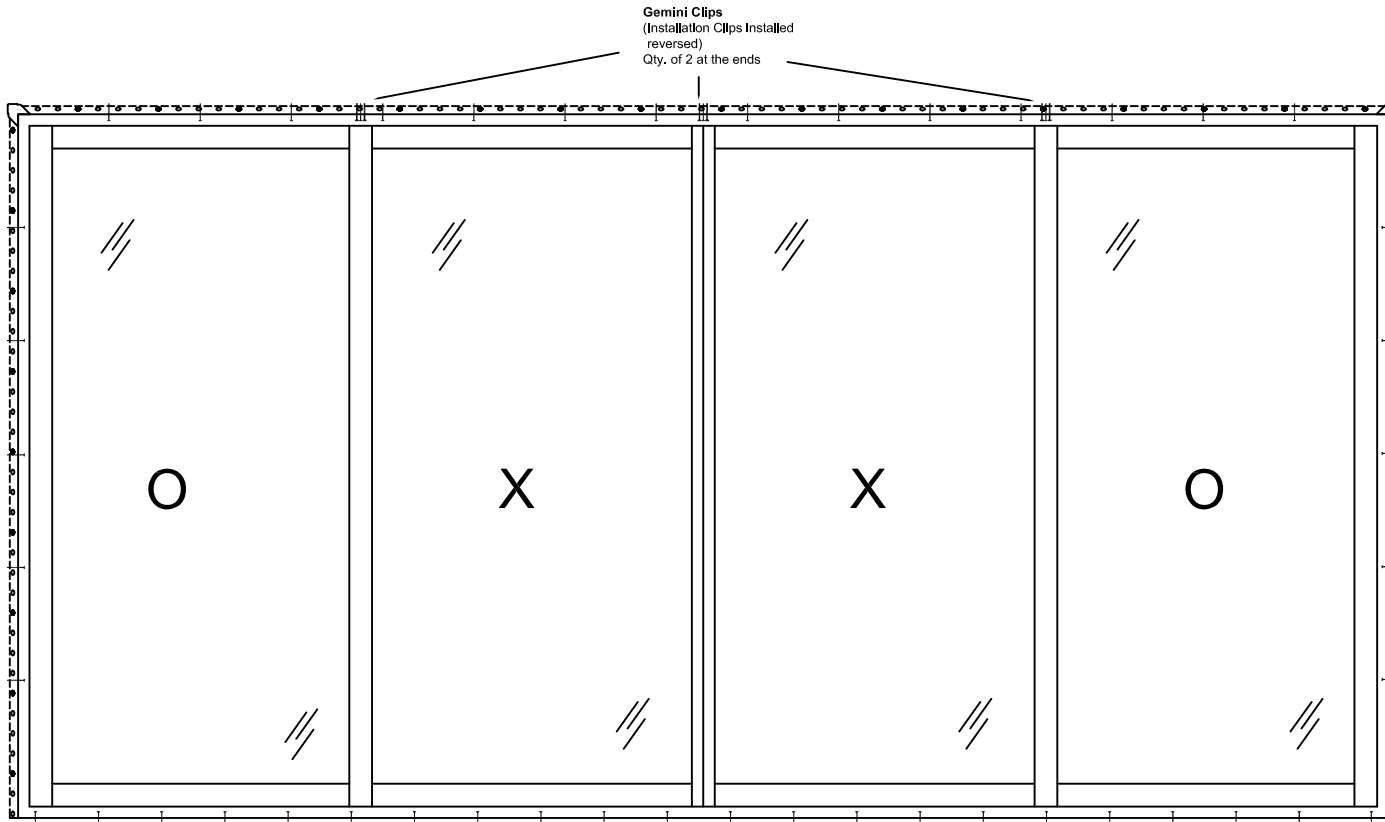 Gemini Clips
(Installation Clips Installed
reversed)
Qty. of 2 at the ends
O X X O